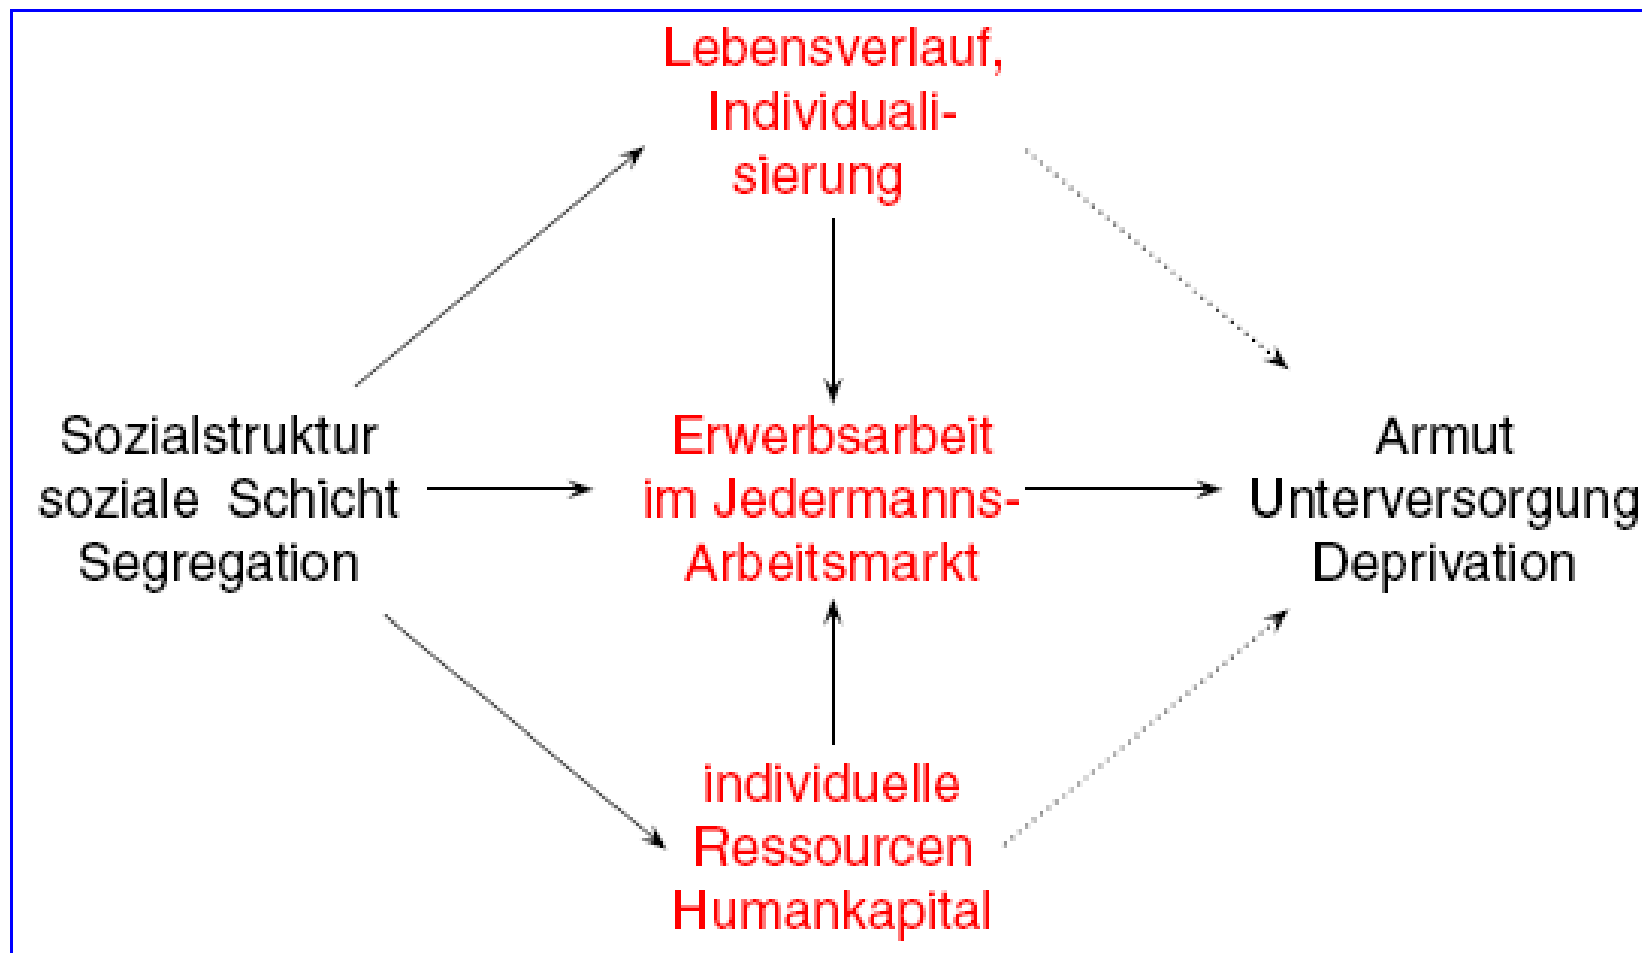 Lebensverlauf,
Individuali-
sierung
Sozialstruktur
soziale Schicht
Segregation
Erwerbsarbeit
im Jedermanns-
Arbeitsmarkt
Armut
Unterversorgung
Deprivation
individuelle
Ressourcen
Humankapital